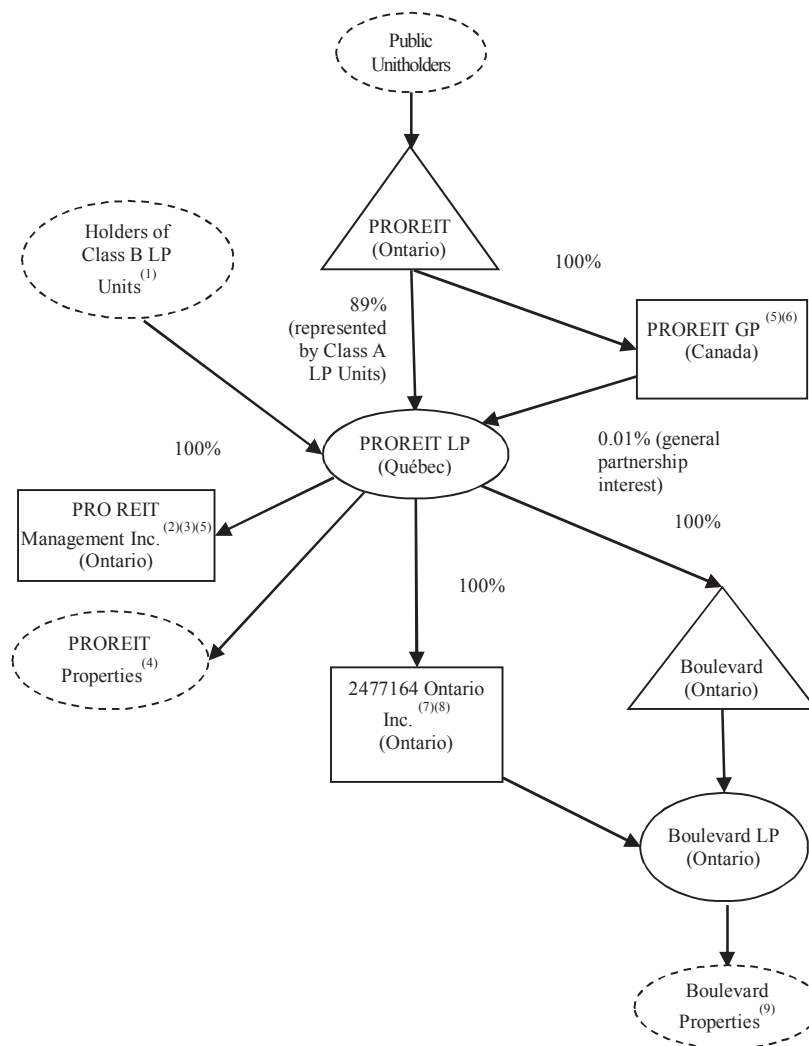 Public
Unitholders
PROREIT
(Ontario)
Holders of
Class B LP
Units(1)
100%
89%
(represented
by Class A
LP Units)
PROREIT GP (5)(6)
(Canada)
PROREIT LP
(Québec)
0.01% (general
partnership
interest)
100%
PRO REIT
Management Inc. (2)(3)(5)
(Ontario)
100%
100%
PROREIT
Properties(4)
2477164 Ontario
Inc. (7)(8)
(Ontario)
Boulevard
(Ontario)
Boulevard LP
(Ontario)
Boulevard
Properties(9)